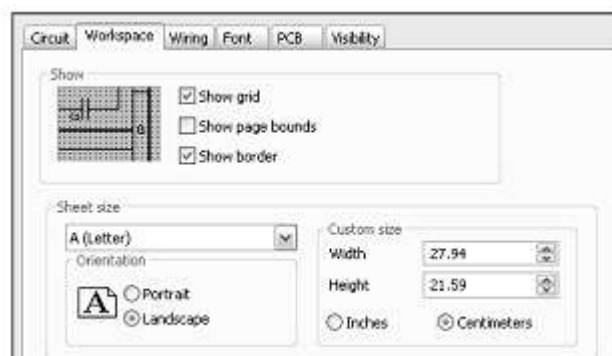 Circuit Workspace Wiring Font PCB Visibility
Show
Show grid
Show page bounds
Show border
Sheet size
A (Letter)
Orientation
A
Portrait
Landscape
Custom size
Width 27.94
Height 21.59
Inches Centimeters